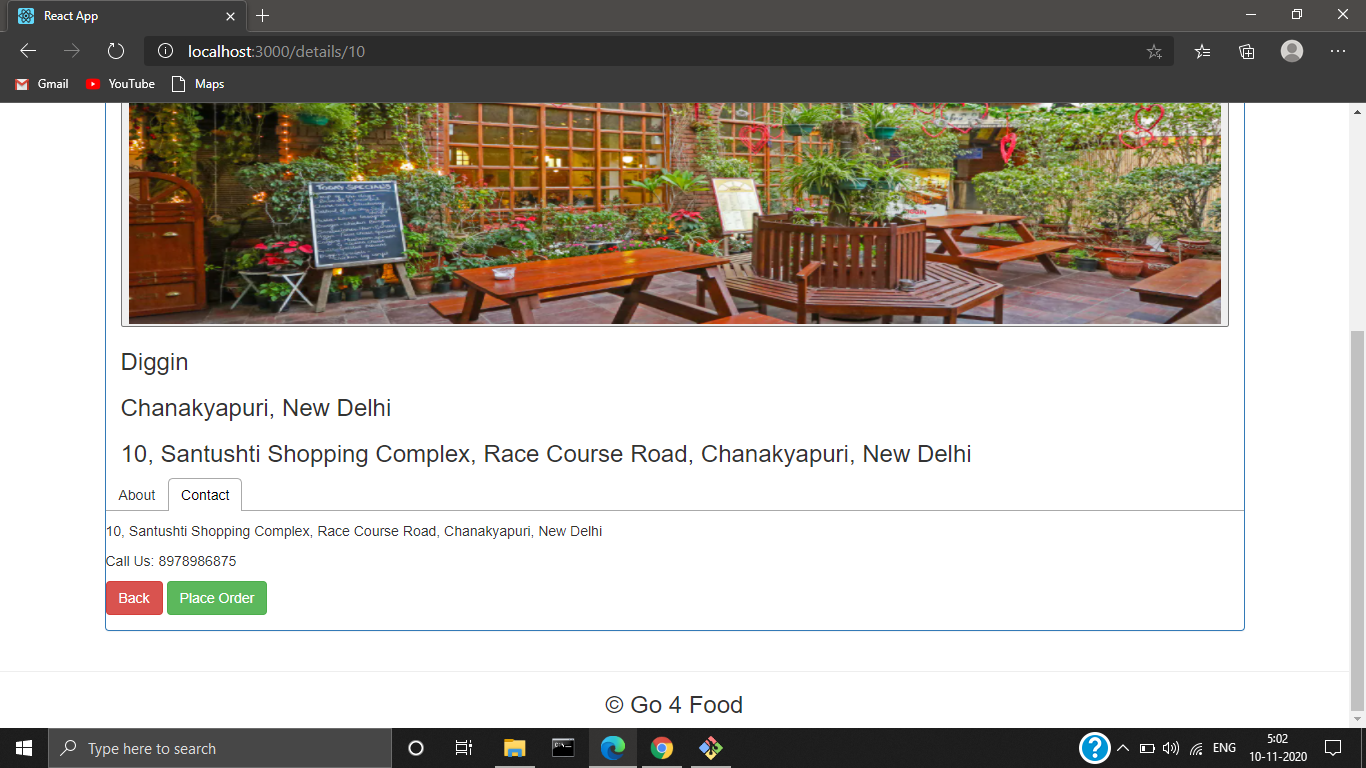 React App
localhost:3000/details/10
Gmail YouTube Maps
TODAY SPECIALS
Diggin
Chanakyapuri, New Delhi
10, Santushti Shopping Complex, Race Course Road, Chanakyapuri, New Delhi
About Contact
10, Santushti Shopping Complex, Race Course Road, Chanakyapuri, New Delhi
Call Us: 8978986875
Back Place Order
© Go 4 Food
Type here to search
ENG
5:02
10-11-2020